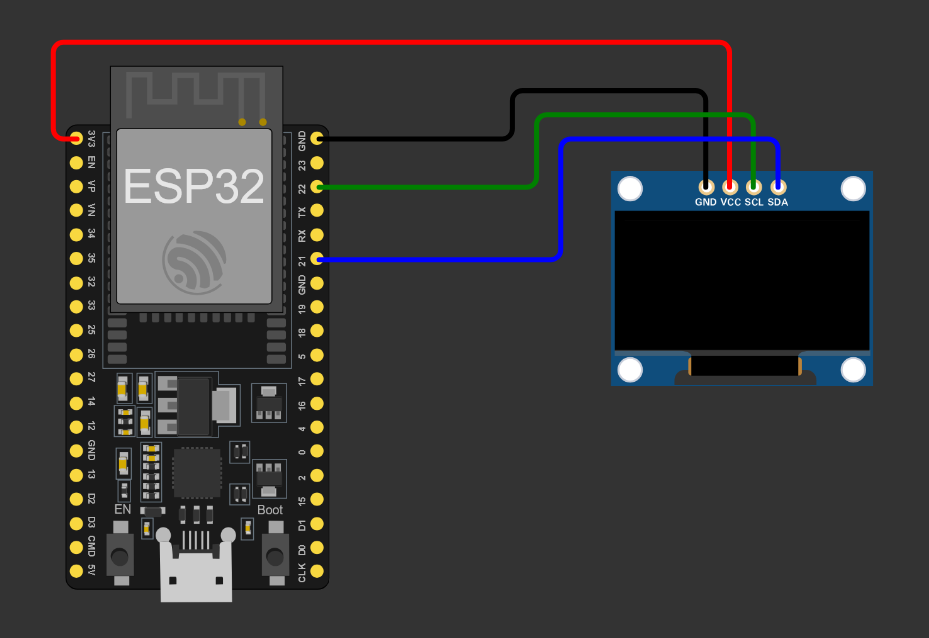 ESP32
3V3
EN
VP
VN
34
35
32
33
25
26
27
14
12
GND
13
D2
D3
CMD
5V
GND
23
22
TX
RX
21
GND
19
18
5
17
16
4
0
2
15
D1
D0
CLK
EN
Boot
GND VCC SCL SDA